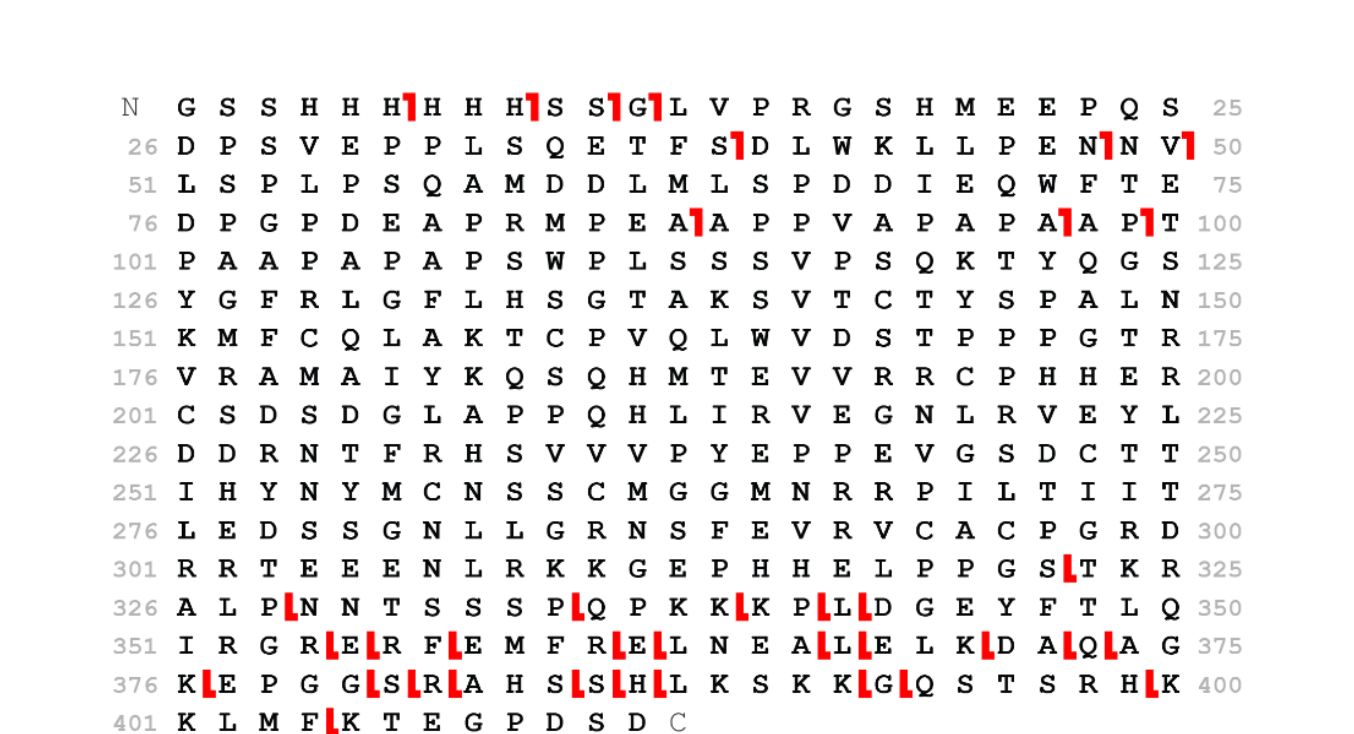 N G S S H H H H H H S S G L V P R G S H M E E P Q S 25
26 D P S V E P P L S Q E T F S D L W K L L P E N N V 50
51 L S P L P S Q A M D D L M L S P D D I E Q W F T E 75
76 D P G P D E A P R M P E A A P P V A P A P A A P T 100
101 P A A P A P A P S W P L S S S V P S Q K T Y Q G S 125
126 Y G F R L G F L H S G T A K S V T C T Y S P A L N 150
151 K M F C Q L A K T C P V Q L W V D S T P P P G T R 175
176 V R A M A I Y K Q S Q H M T E V V R R C P H H E R 200
201 C S D S D G L A P P Q H L I R V E G N L R V E Y L 225
226 D D R N T F R H S V V V P Y E P P E V G S D C T T 250
251 I H Y N Y M C N S S C M G G M N R R P I L T I I T 275
276 L E D S S G N L L G R N S F E V R V C A C P G R D 300
301 R R T E E E N L R K K G E P H H E L P P G S T K R 325
326 A L P N N T S S S P Q P K K K P L D G E Y F T L Q 350
351 I R G R E R F E M F R E L N E A L E L K D A Q A G 375
376 K E P G G S R A H S S H L K S K K G Q S T S R H K 400
401 K L M F K T E G P D S D C